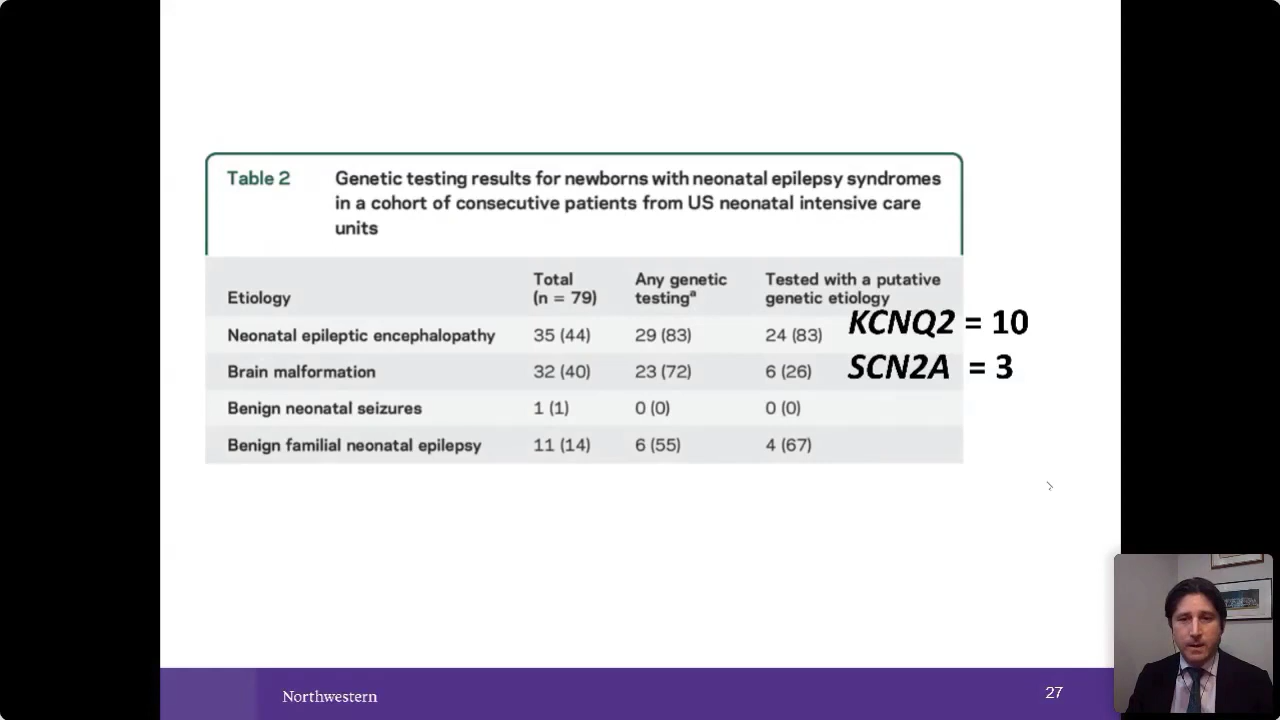 Table 2 Genetic testing results for newborns with neonatal epilepsy syndromes
in a cohort of consecutive patients from US neonatal intensive care
units
Etiology Total (n = 79) Any genetic testingª Tested with a putative genetic etiology
Neonatal epileptic encephalopathy 35 (44) 29 (83) 24 (83)
KCNQ2 = 10
Brain malformation 32 (40) 23 (72) 6 (26)
SCN2A = 3
Benign neonatal seizures 1 (1) 0 (0) 0 (0)
Benign familial neonatal epilepsy 11 (14) 6 (55) 4 (67)
Northwestern
27